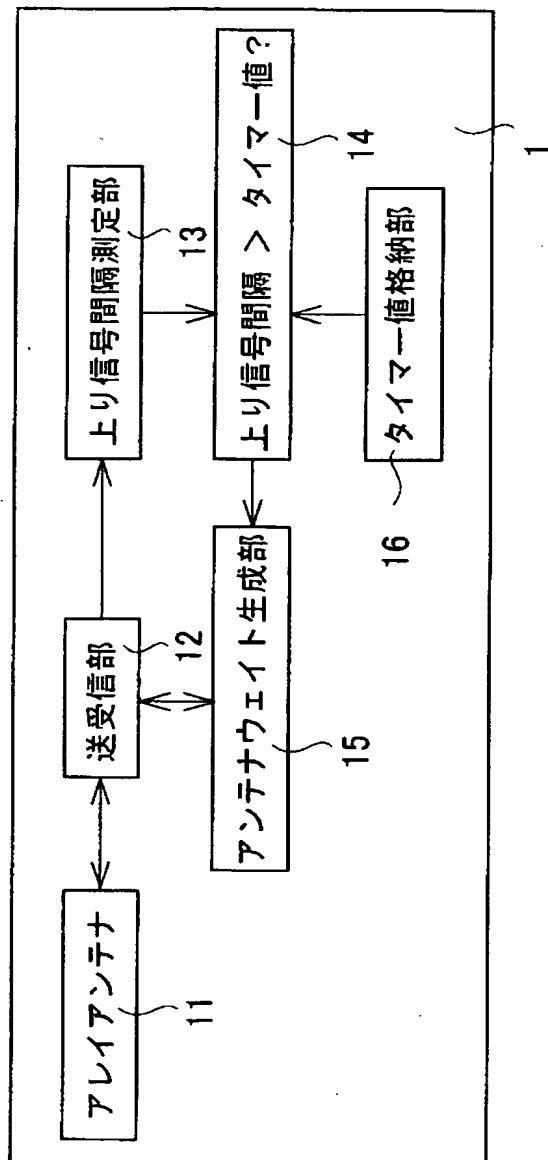 アレイアンテナ
11
送受信部
12
上り信号間隔測定部
13
アンテナウェイト生成部
15
上り信号間隔 > タイマー値?
14
タイマー値格納部
16
1